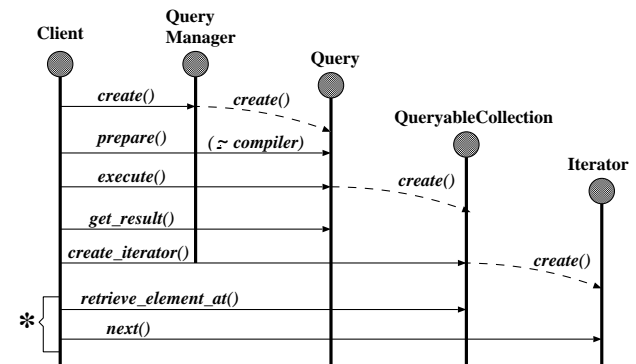 Query
Manager
Client
Query
create()
create()
QueryableCollection
prepare()
(~ compiler)
Iterator
execute()
create()
get_result()
create_iterator()
create()
retrieve_element_at()
*
next()